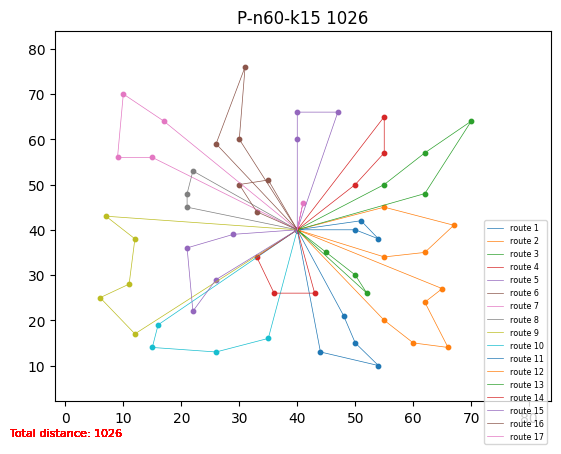 P-n60-k15 1026
80
70
60
50
40
30
20
10
0 10 20 30 40 50 60 70 80
route 1
route 2
route 3
route 4
route 5
route 6
route 7
route 8
route 9
route 10
route 11
route 12
route 13
route 14
route 15
route 16
route 17
Total distance: 1026